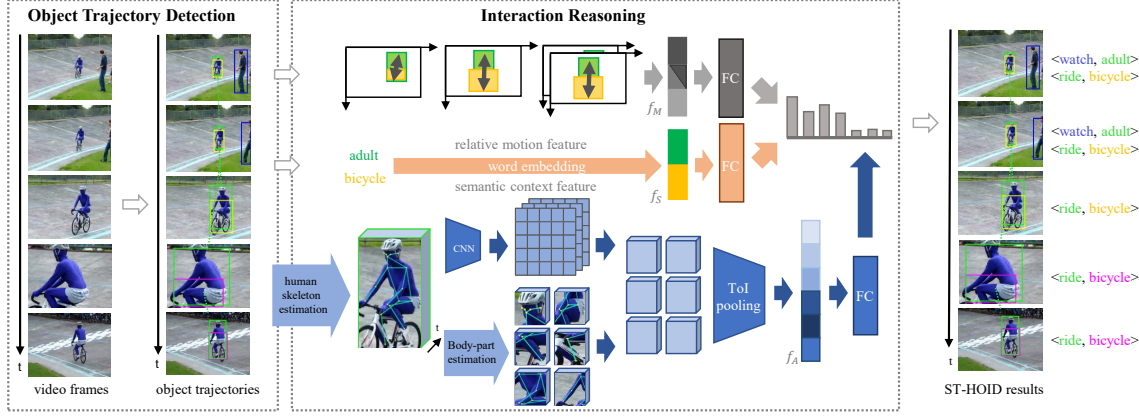 Object Trajectory Detection
t
video frames
object trajectories
Interaction Reasoning
f_M
FC
relative motion feature
adult
bicycle
word embedding
semantic context feature
f_S
FC
human
skeleton
estimation
CNN
t
Body-part
estimation
ToI
pooling
f_A
FC
<watch, adult>
<ride, bicycle>
<watch, adult>
<ride, bicycle>
<ride, bicycle>
<ride, bicycle>
<ride, bicycle>
t
ST-HOID results